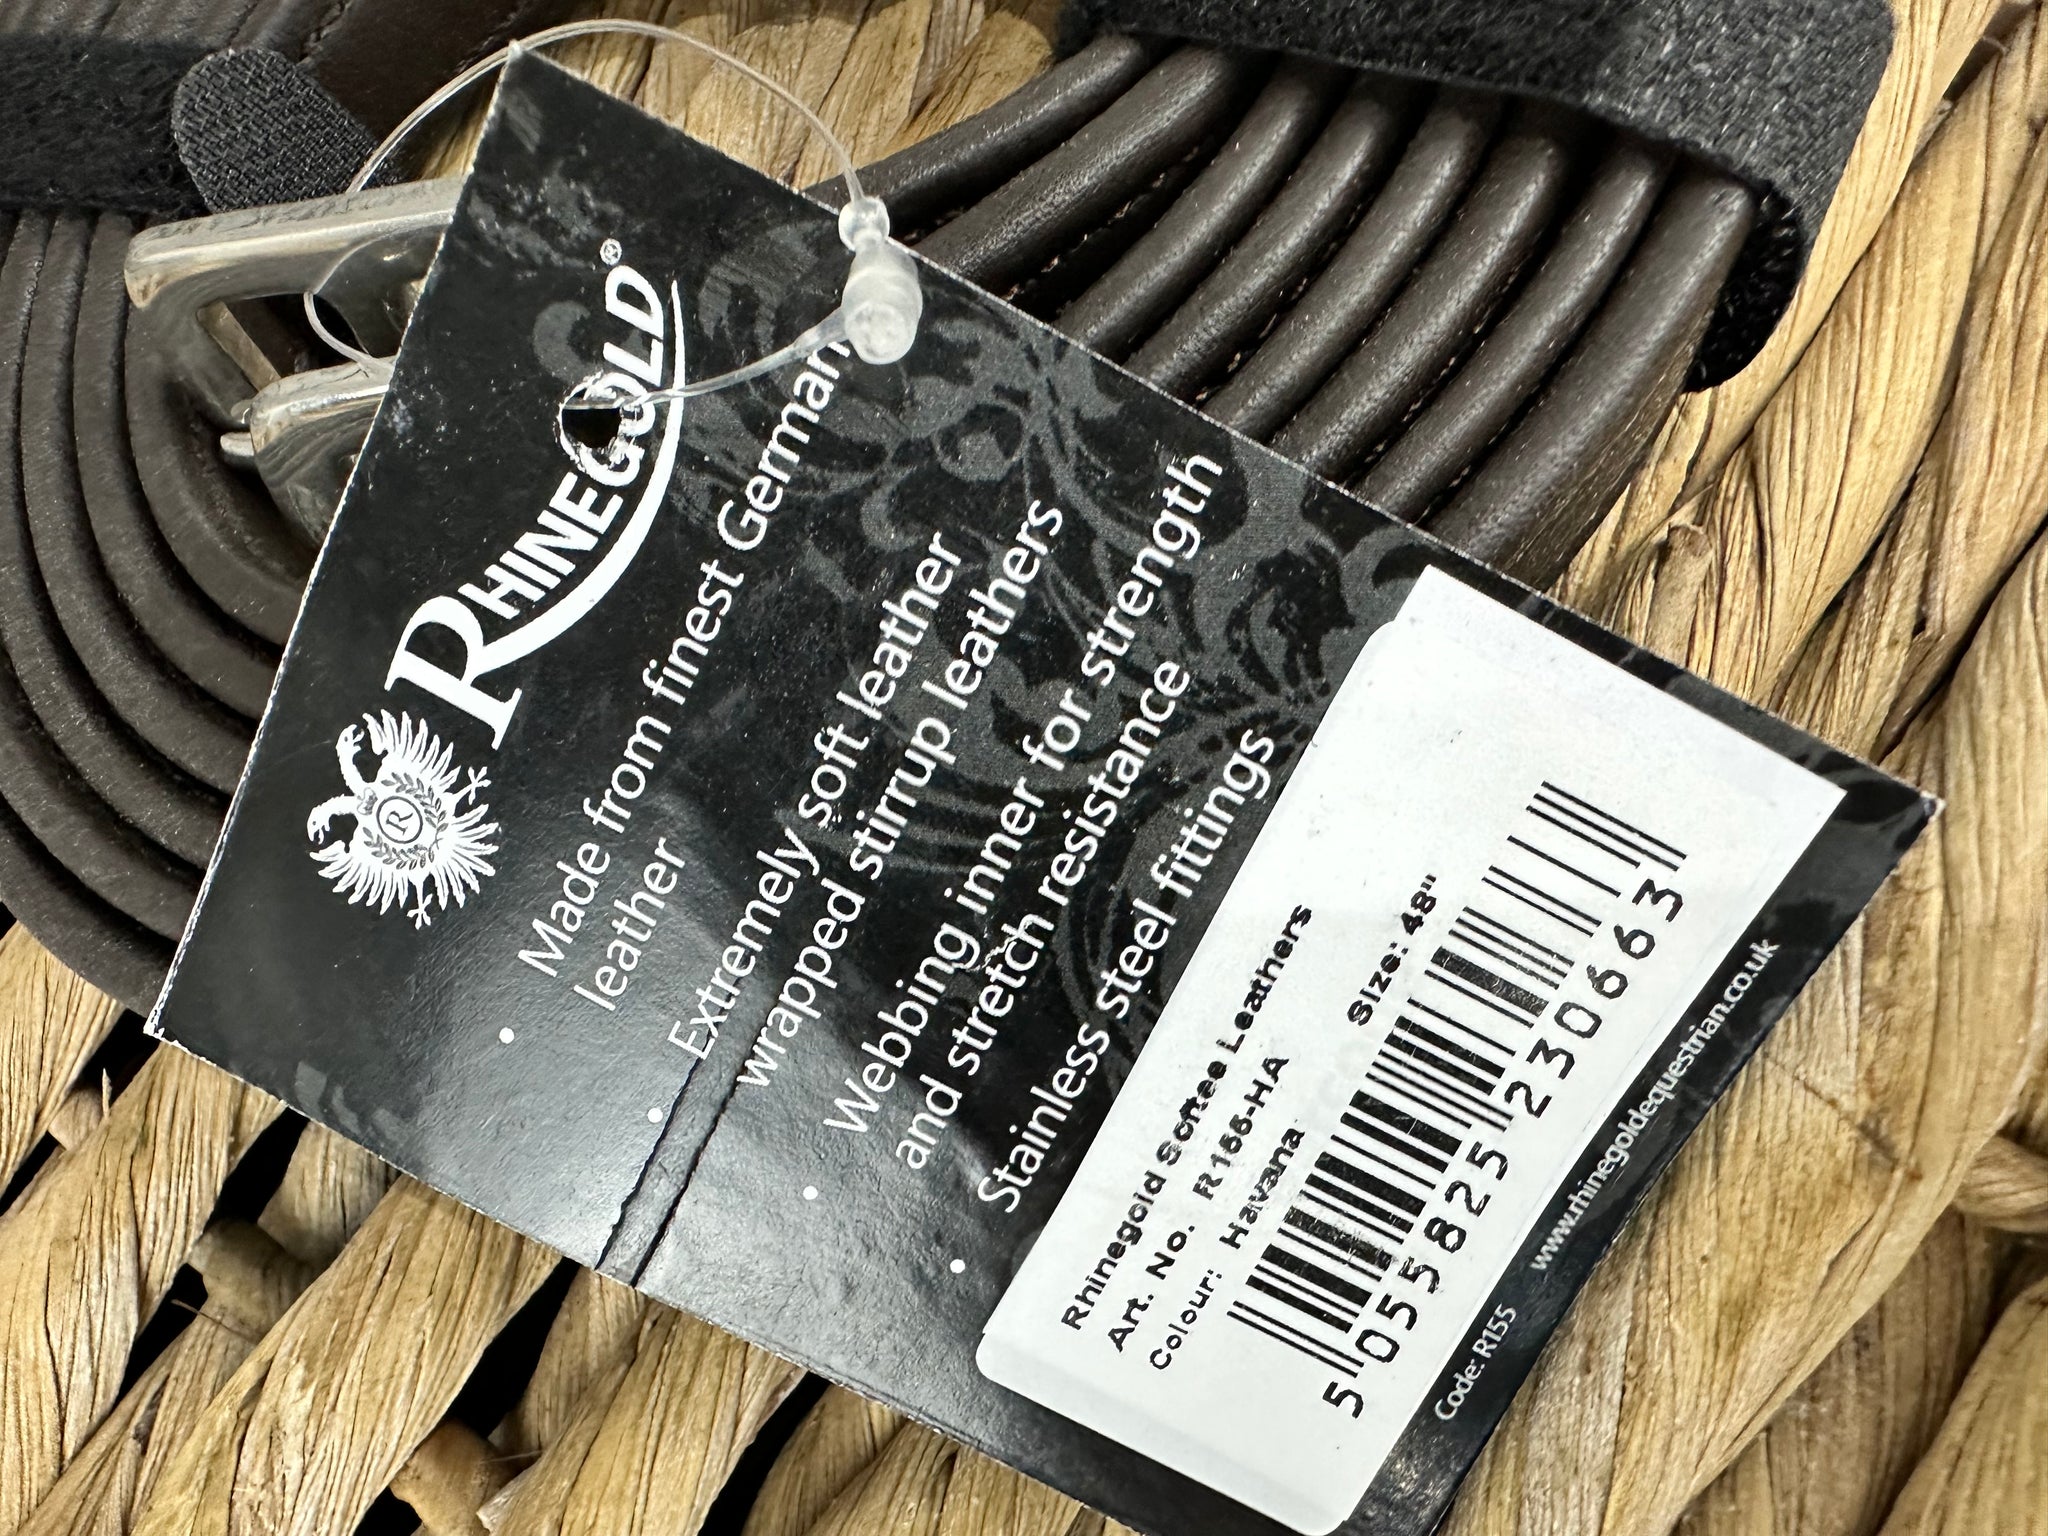 RHINEGOLD®
R
Made from finest German
leather
Extremely soft leather
wrapped stirrup leathers
Webbing inner for strength
and stretch resistance
Stainless steel fittings
Rhinegold Softee Leathers
Art. No. R155-HA
Colour: Havana Size: 48"
5 055825 230663
Code: R155 www.rhinegoldequestrian.co.uk